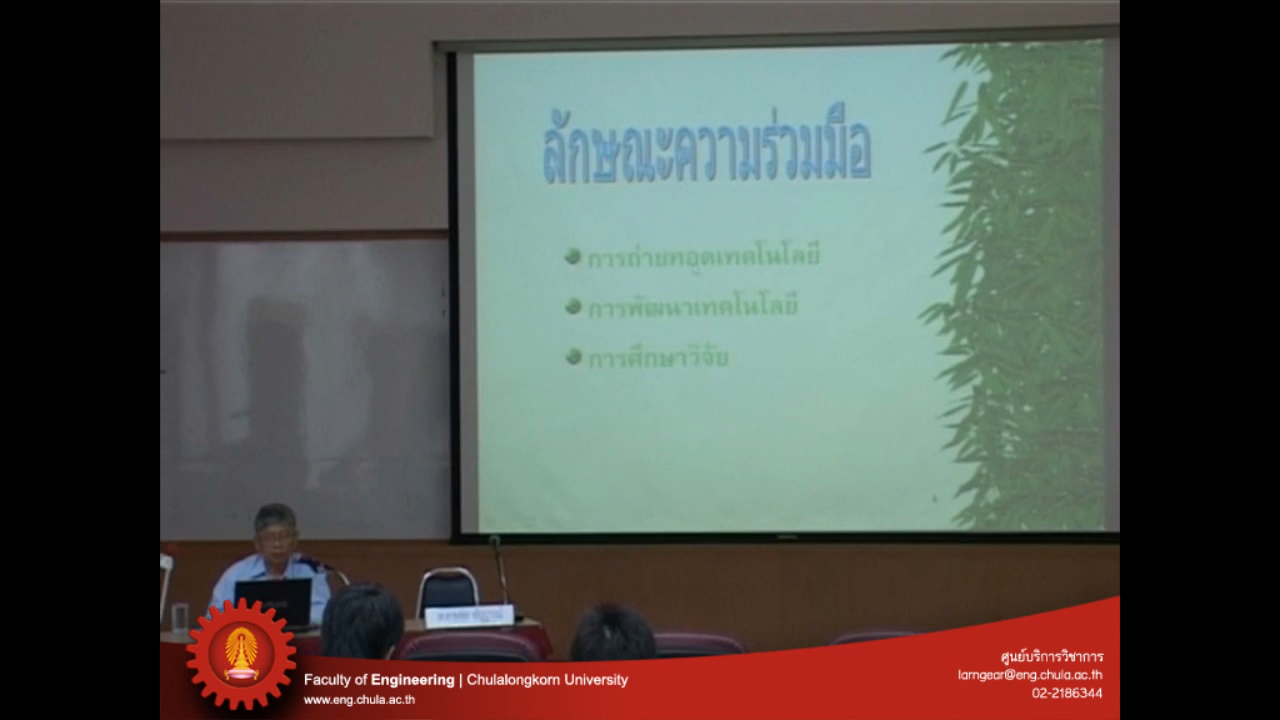 ลักษณะความร่วมมือ
การถ่ายทอดเทคโนโลยี
การพัฒนาเทคโนโลยี
การศึกษาวิจัย
Faculty of Engineering | Chulalongkorn University
www.eng.chula.ac.th
ศูนย์บริการวิชาการ
larngear@eng.chula.ac.th
02-2186344